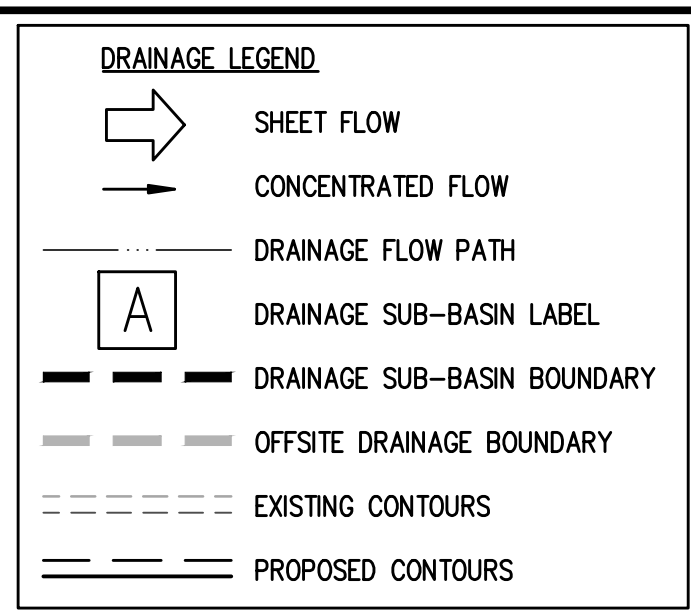 DRAINAGE LEGEND
SHEET FLOW
CONCENTRATED FLOW
DRAINAGE FLOW PATH
A DRAINAGE SUB-BASIN LABEL
DRAINAGE SUB-BASIN BOUNDARY
OFFSITE DRAINAGE BOUNDARY
EXISTING CONTOURS
PROPOSED CONTOURS